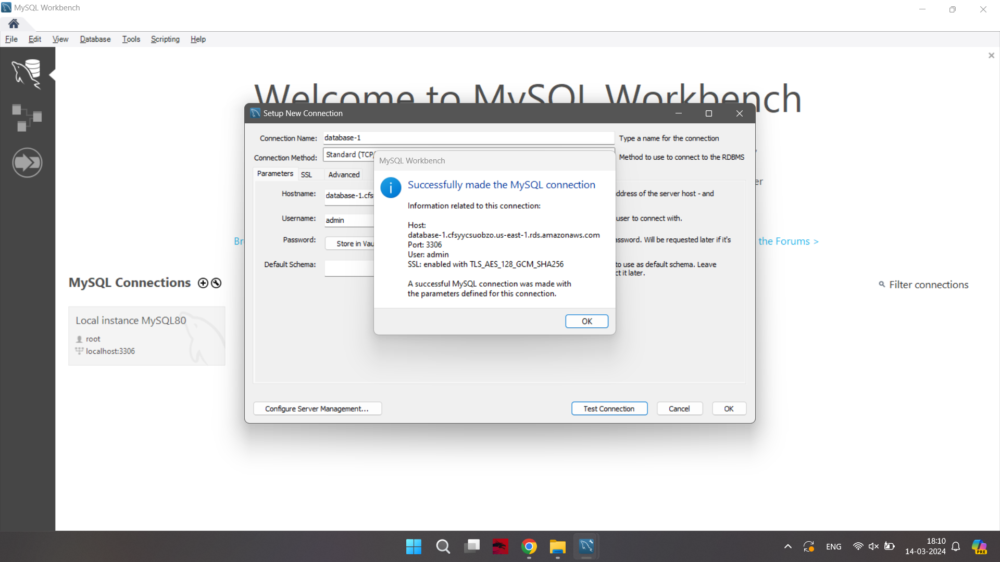 MySQL Workbench
File Edit View Database Tools Scripting Help
Welcome to MySQL Workbench
Setup New Connection
Connection Name: database-1 Type a name for the connection
Connection Method: Standard (TCP/ Method to use to connect to the RDBMS
Parameters SSL Advanced
MySQL Workbench
Successfully made the MySQL connection
Information related to this connection:
Host:
database-1.cfsyycsuobzo.us-east-1.rds.amazonaws.com
Port: 3306
User: admin
SSL: enabled with TLS_AES_128_GCM_SHA256
A successful MySQL connection was made with
the parameters defined for this connection.
OK
Hostname: database-1.cfs ddress of the server host - and
Username: admin user to connect with.
Password: Store in Vau assword. Will be requested later if it's
Default Schema: to use as default schema. Leave
ct it later.
er
Br the Forums >
Configure Server Management... Test Connection Cancel OK
MySQL Connections
Filter connections
Local instance MySQL80
root
localhost:3306
ENG
18:10
14-03-2024
PRE